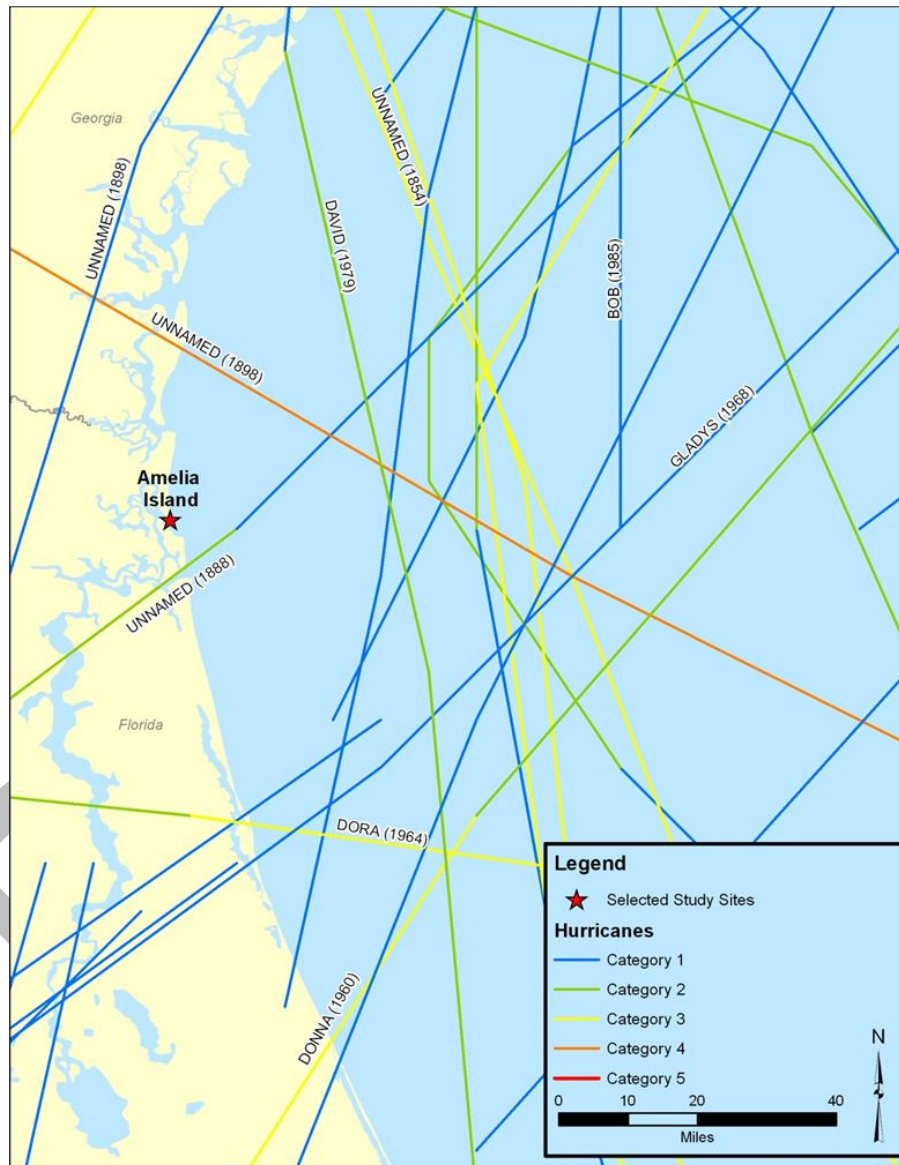 Georgia
UNNAMED (1898)
UNNAMED (1854)
DAVID (1979)
BOB (1985)
UNNAMED (1898)
GLADYS (1968)
Amelia
Island
UNNAMED (1888)
Florida
DORA (1964)
DONNA (1960)
Legend
Selected Study Sites
Hurricanes
Category 1
Category 2
Category 3
Category 4
Category 5
N
0 10 20 40
Miles